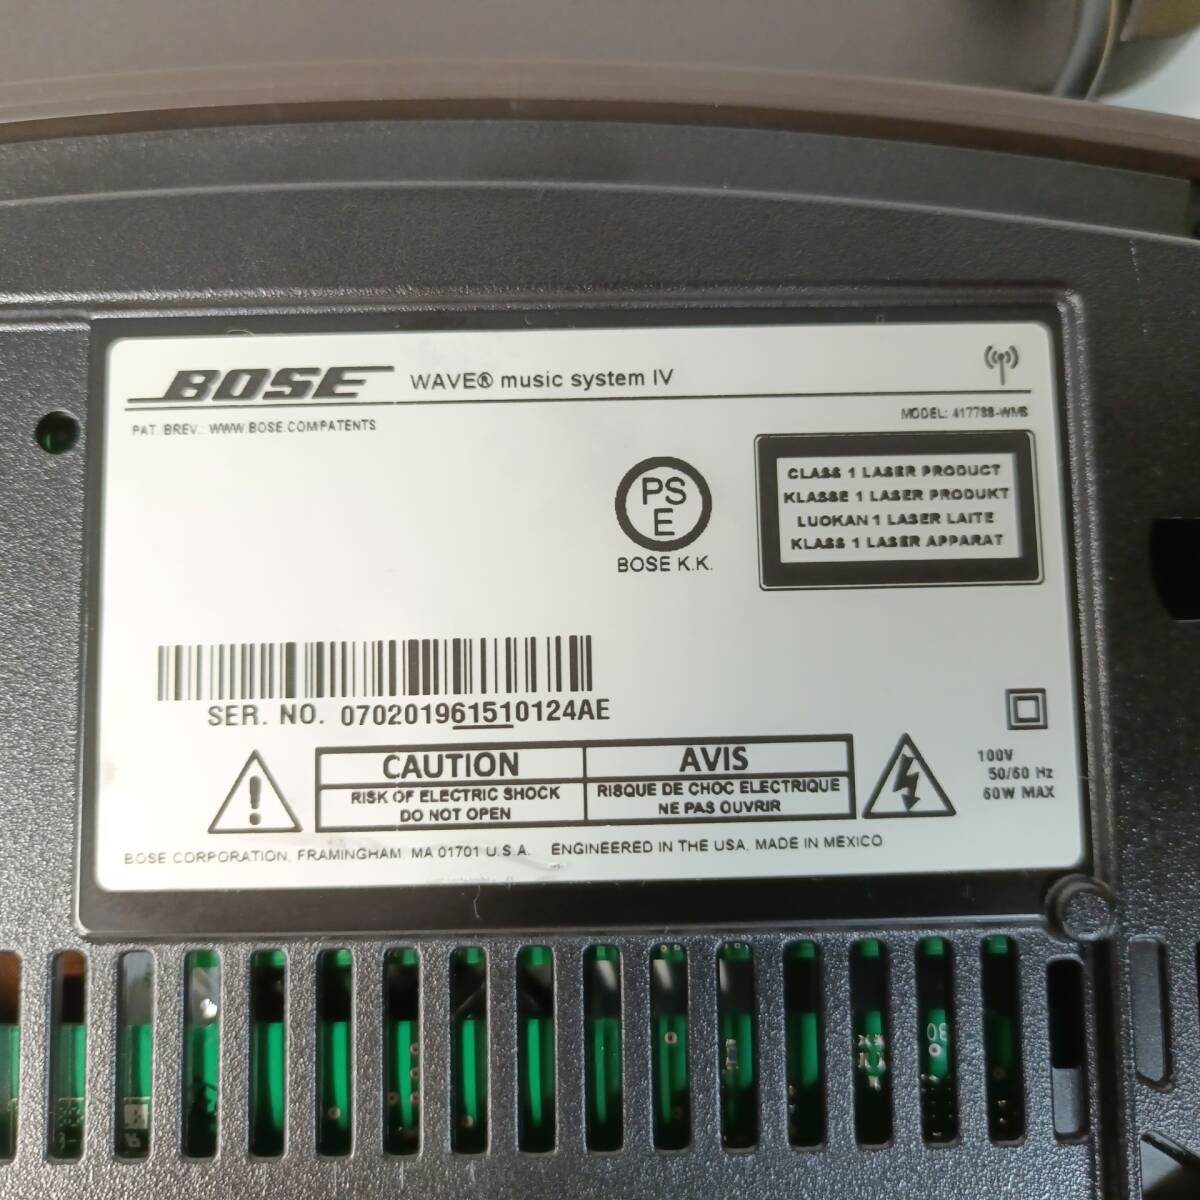 BOSE WAVE® music system IV
PAT./BREV.: WWW.BOSE.COM/PATENTS
MODEL: 417788-WMS
PS
E
BOSE K.K.
CLASS 1 LASER PRODUCT
KLASSE 1 LASER PRODUKT
LUOKAN 1 LASER LAITE
KLASS 1 LASER APPARAT
SER. NO. 070201961510124AE
CAUTION
RISK OF ELECTRIC SHOCK
DO NOT OPEN
AVIS
RISQUE DE CHOC ELECTRIQUE
NE PAS OUVRIR
100V
50/60 Hz
60W MAX
BOSE CORPORATION, FRAMINGHAM, MA 01701 U.S.A. ENGINEERED IN THE USA, MADE IN MEXICO